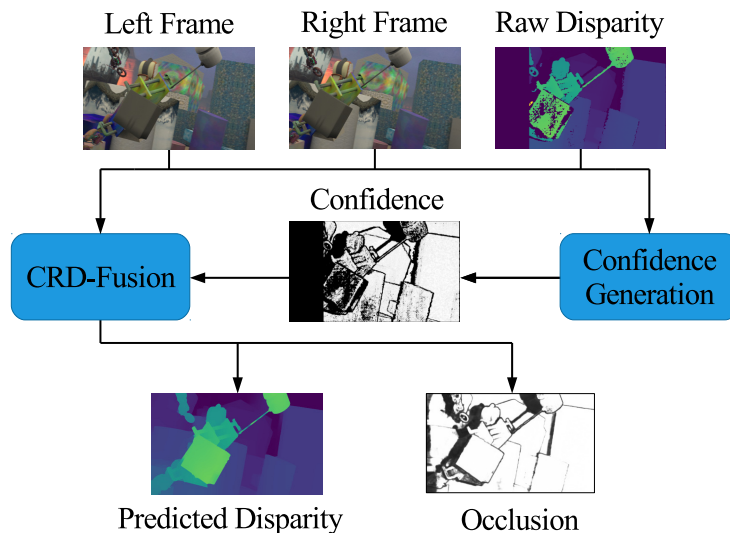 Left Frame
Right Frame
Raw Disparity
Confidence
CRD-Fusion
Confidence
Generation
Predicted Disparity
Occlusion